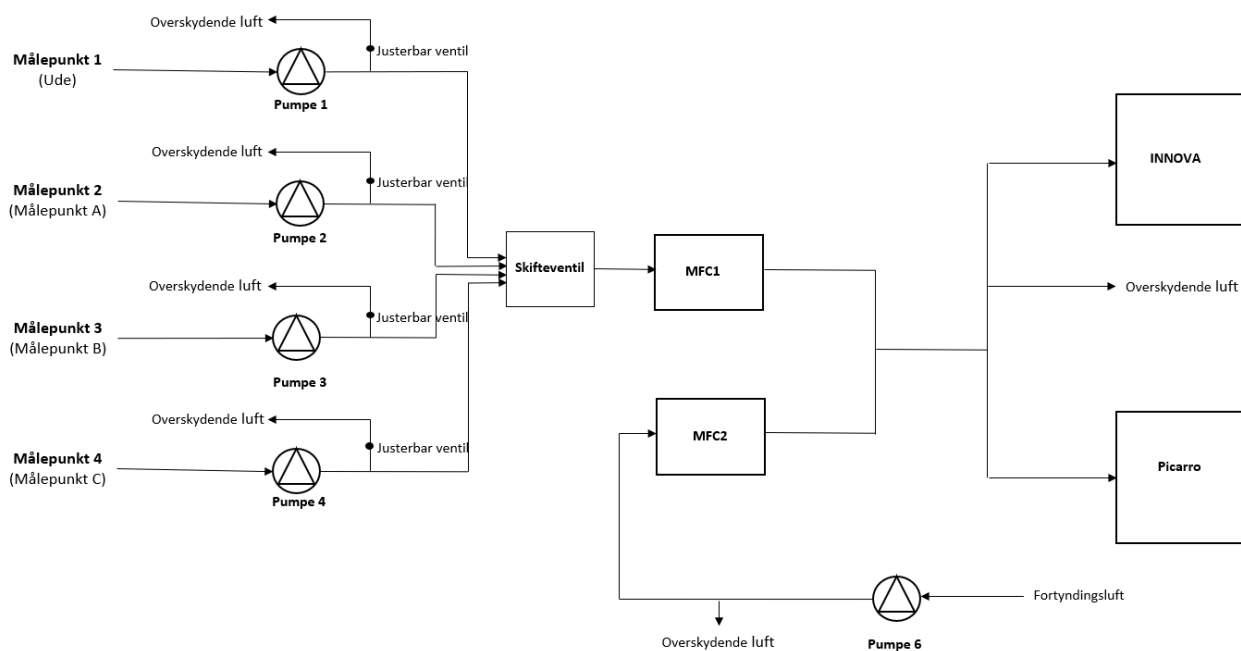 Overskydende luft
Justerbar ventil
Målepunkt 1
(Ude)
Pumpe 1
INNOVA
Overskydende luft
Justerbar ventil
Målepunkt 2
(Målepunkt A)
Pumpe 2
Skifteventil
MFC1
Overskydende luft
Overskydende luft
Justerbar ventil
Målepunkt 3
(Målepunkt B)
Pumpe 3
Overskydende luft
Justerbar ventil
MFC2
Målepunkt 4
(Målepunkt C)
Pumpe 4
Picarro
Fortyndingsluft
Overskydende luft
Pumpe 6